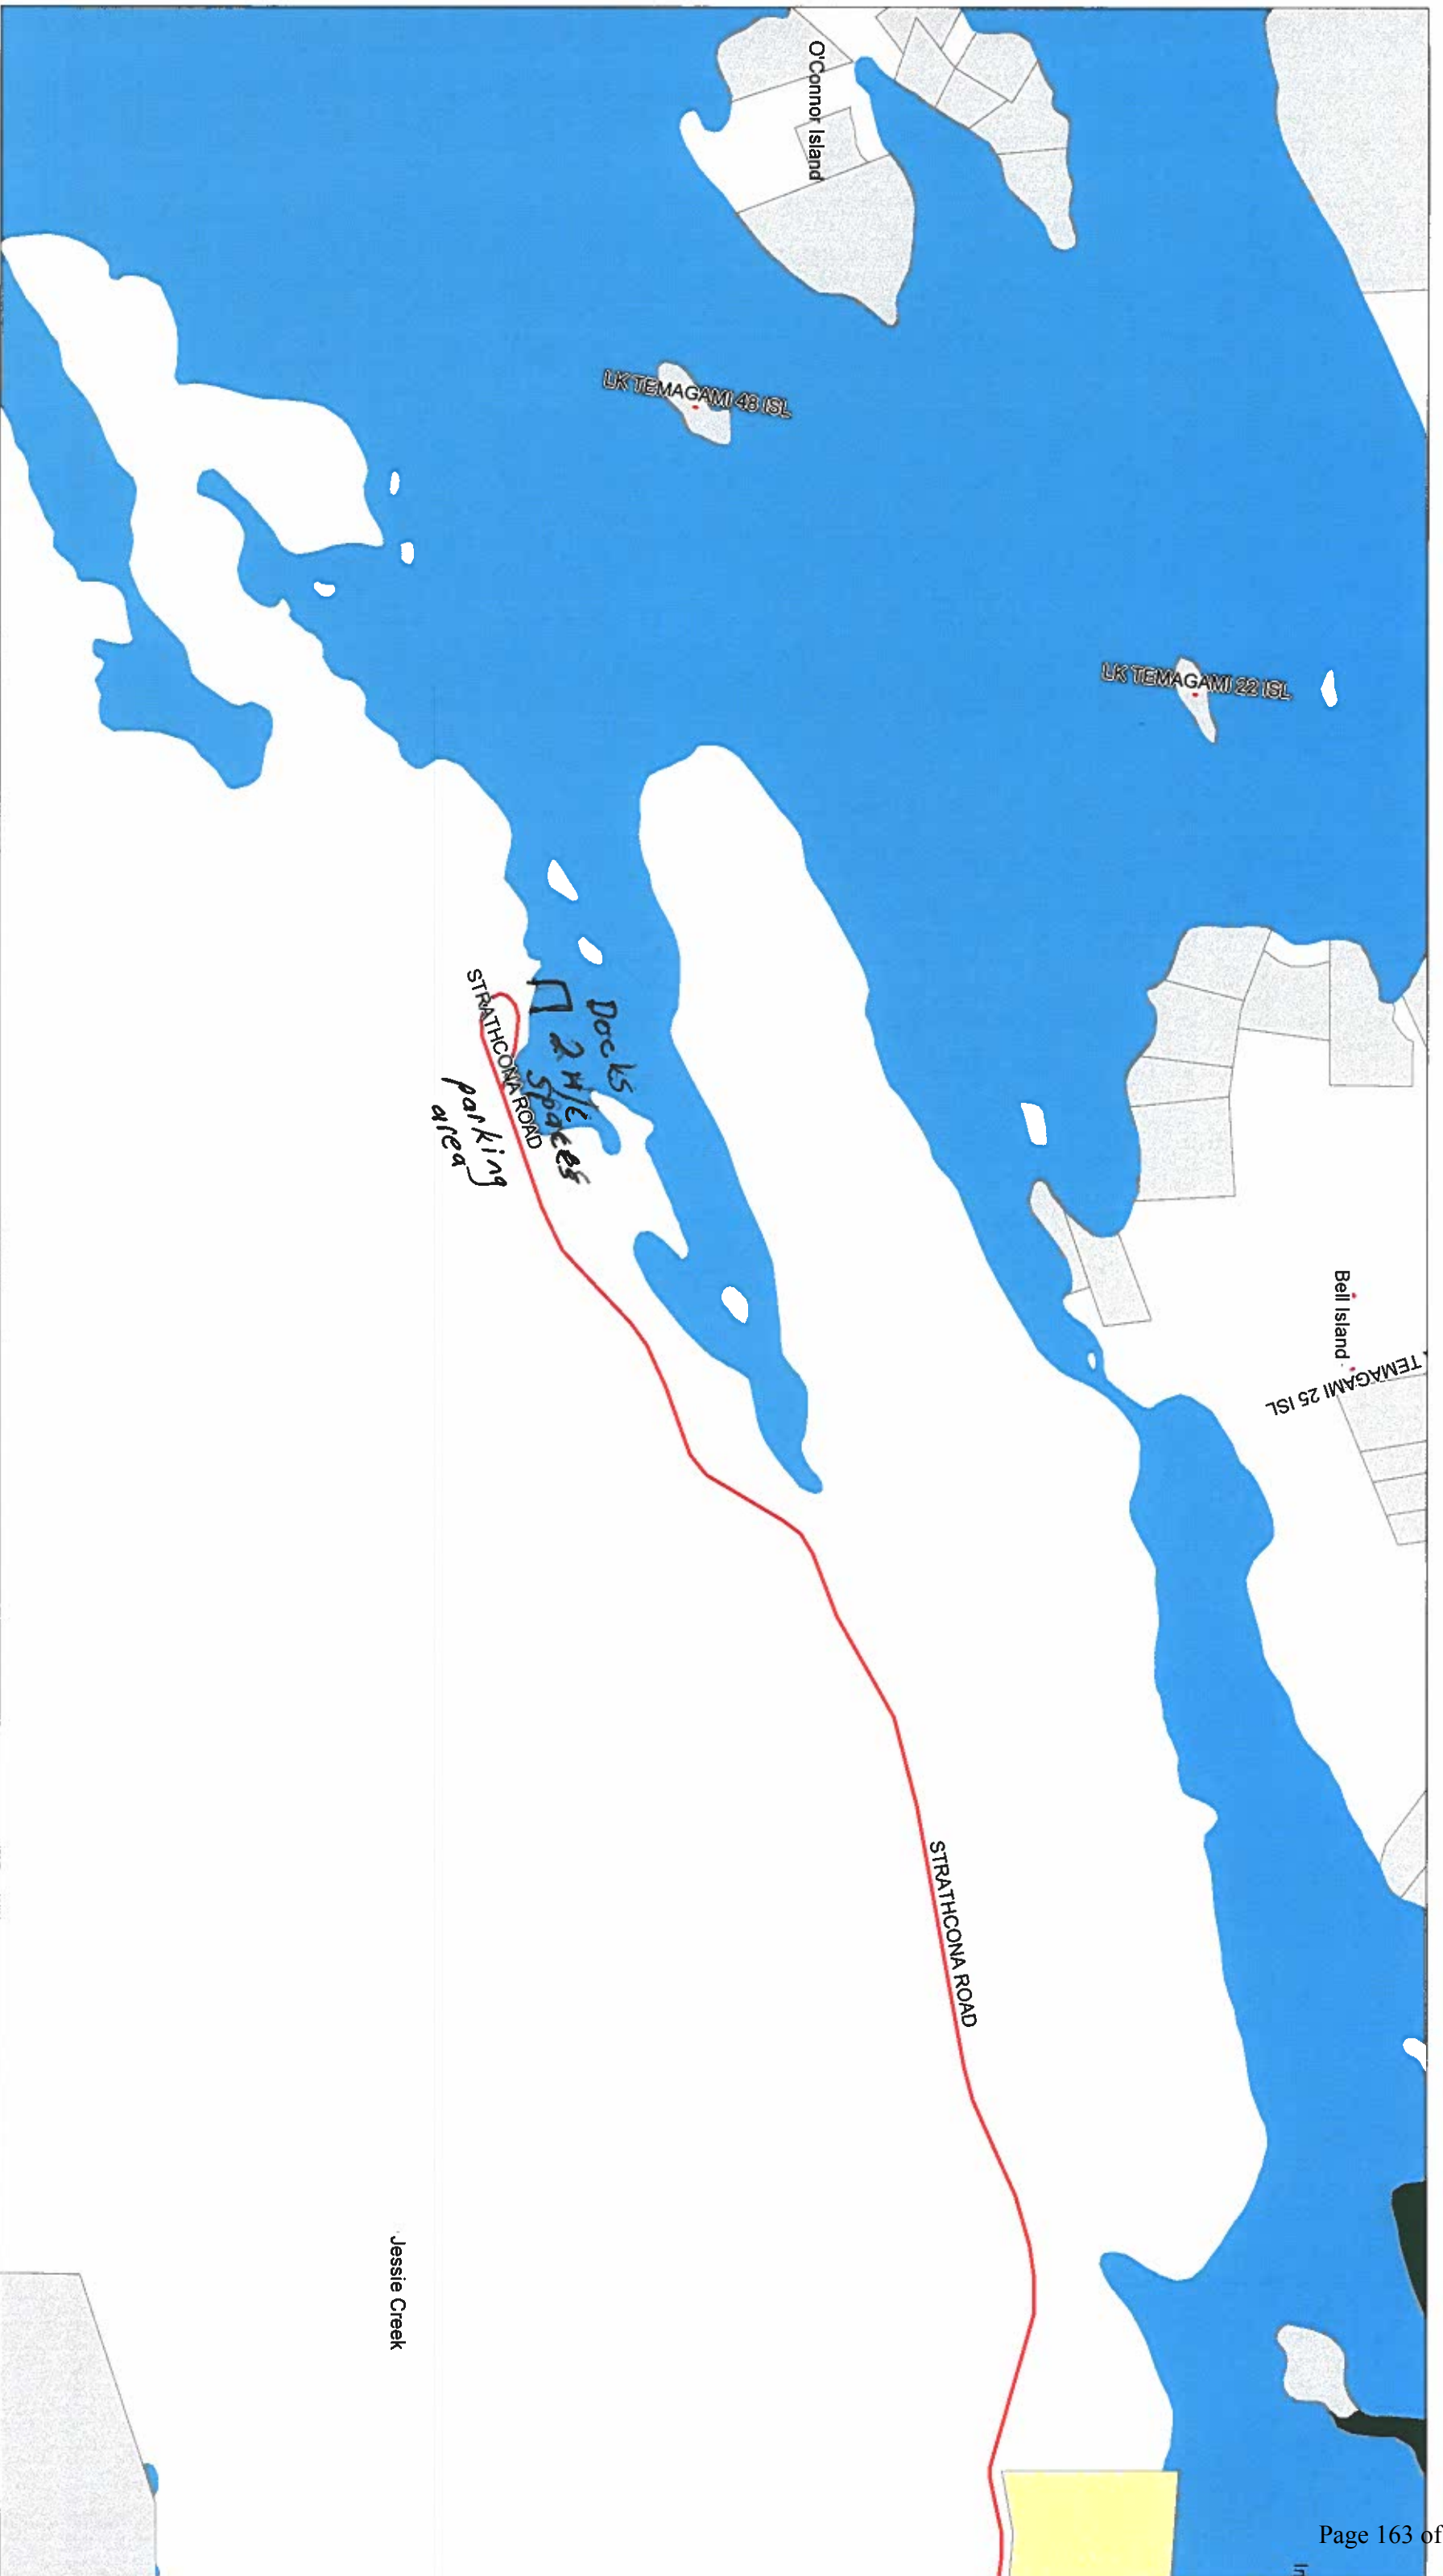 O'Connor Island
LK TEMAGAMI 48 ISL
LK TEMAGAMI 22 ISL
Bell Island
TEMAGAMI 25 ISL
Docks
2 H/C
Spaces
STRATHCONA ROAD
parking
area
STRATHCONA ROAD
Jessie Creek
Page 163 of
In